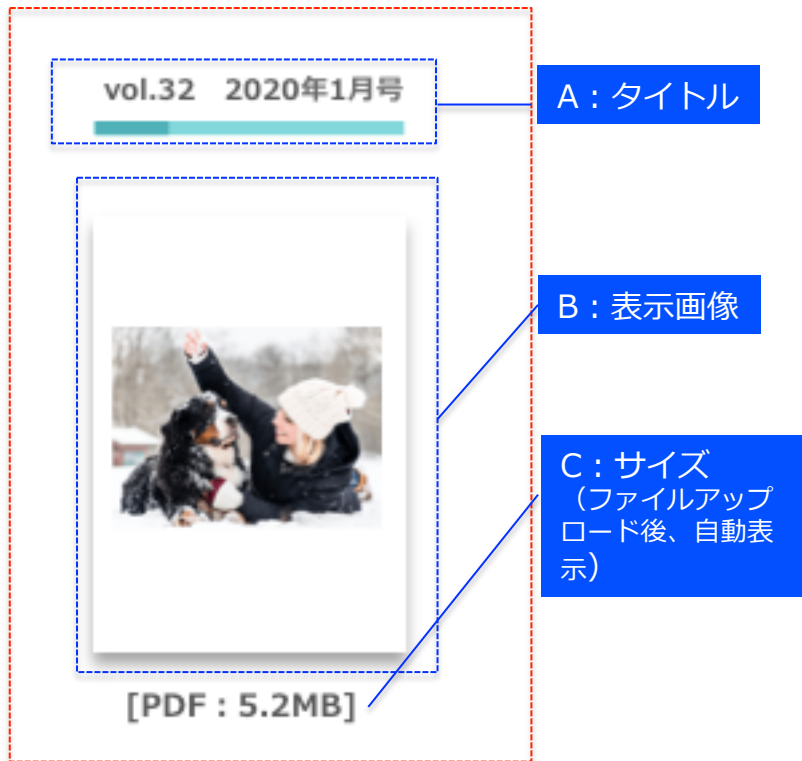 vol.32　2020年1月号
A：タイトル
B：表示画像
C：サイズ
（ファイルアップ
ロード後、自動表
示）
[PDF：5.2MB]